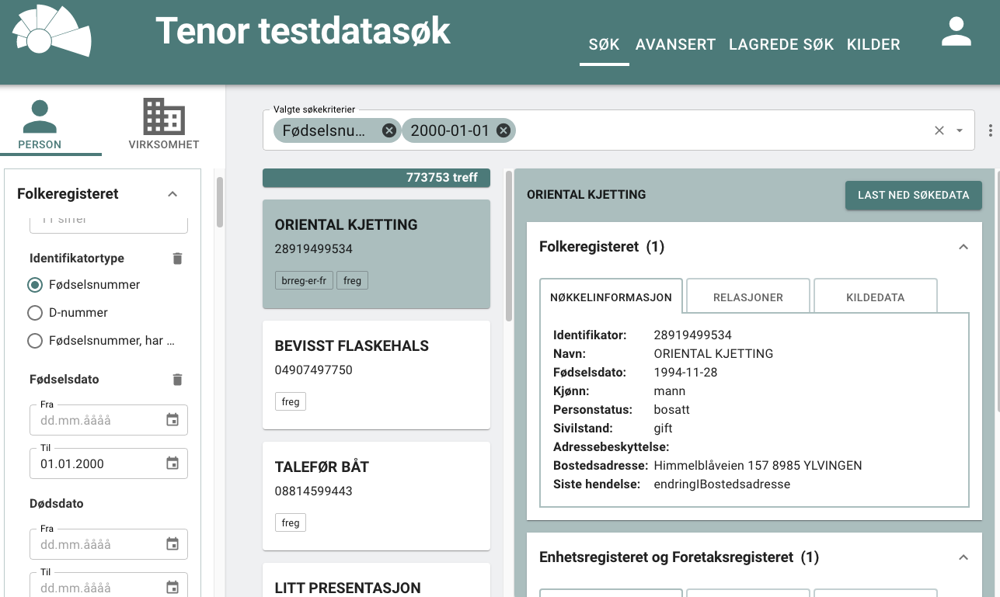 Tenor testdatasøk
SØK AVANSERT LAGREDE SØK KILDER
PERSON
VIRKSOMHET
Valgte søkekriterier
Fødselsnu...
2000-01-01
Folkeregisteret
11 siffer
Identifikatortype
Fødselsnummer
D-nummer
Fødselsnummer, har ...
Fødselsdato
Fra
dd.mm.åååå
Til
01.01.2000
Dødsdato
Fra
dd.mm.åååå
Til
dd.mm.åååå
773753 treff
ORIENTAL KJETTING
28919499534
brreg-er-fr
freg
BEVISST FLASKEHALS
04907497750
freg
TALEFØR BÅT
08814599443
freg
LITT PRESENTASJON
ORIENTAL KJETTING
LAST NED SØKEDATA
Folkeregisteret (1)
NØKKELINFORMASJON
RELASJONER
KILDEDATA
Identifikator: 28919499534
Navn: ORIENTAL KJETTING
Fødselsdato: 1994-11-28
Kjønn: mann
Personstatus: bosatt
Sivilstand: gift
Adressebeskyttelse:
Bostedsadresse: Himmelblåveien 157 8985 YLVINGEN
Siste hendelse: endringIBostedsadresse
Enhetsregisteret og Foretaksregisteret (1)